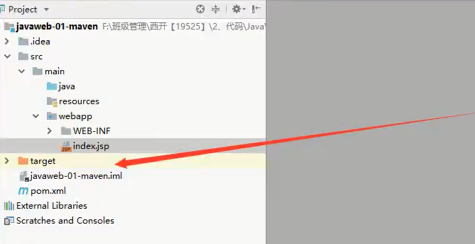 Project
javaweb-01-maven F:\班级管理\西开【19525】\2、代码\Java
.idea
src
main
java
resources
webapp
WEB-INF
index.jsp
target
javaweb-01-maven.iml
pom.xml
External Libraries
Scratches and Consoles